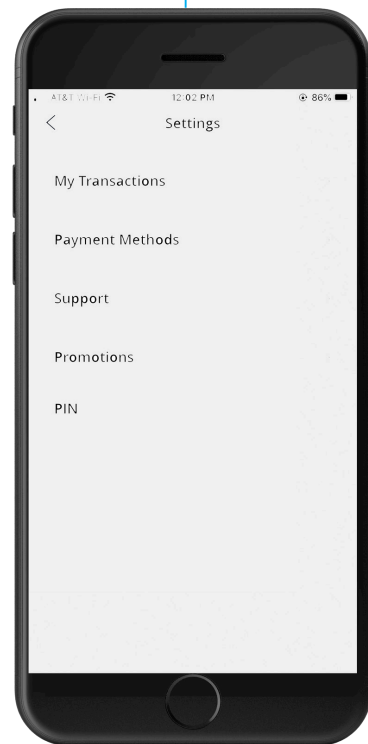 AT&T Wi-Fi 12:02 PM 86%
Settings
My Transactions
Payment Methods
Support
Promotions
PIN